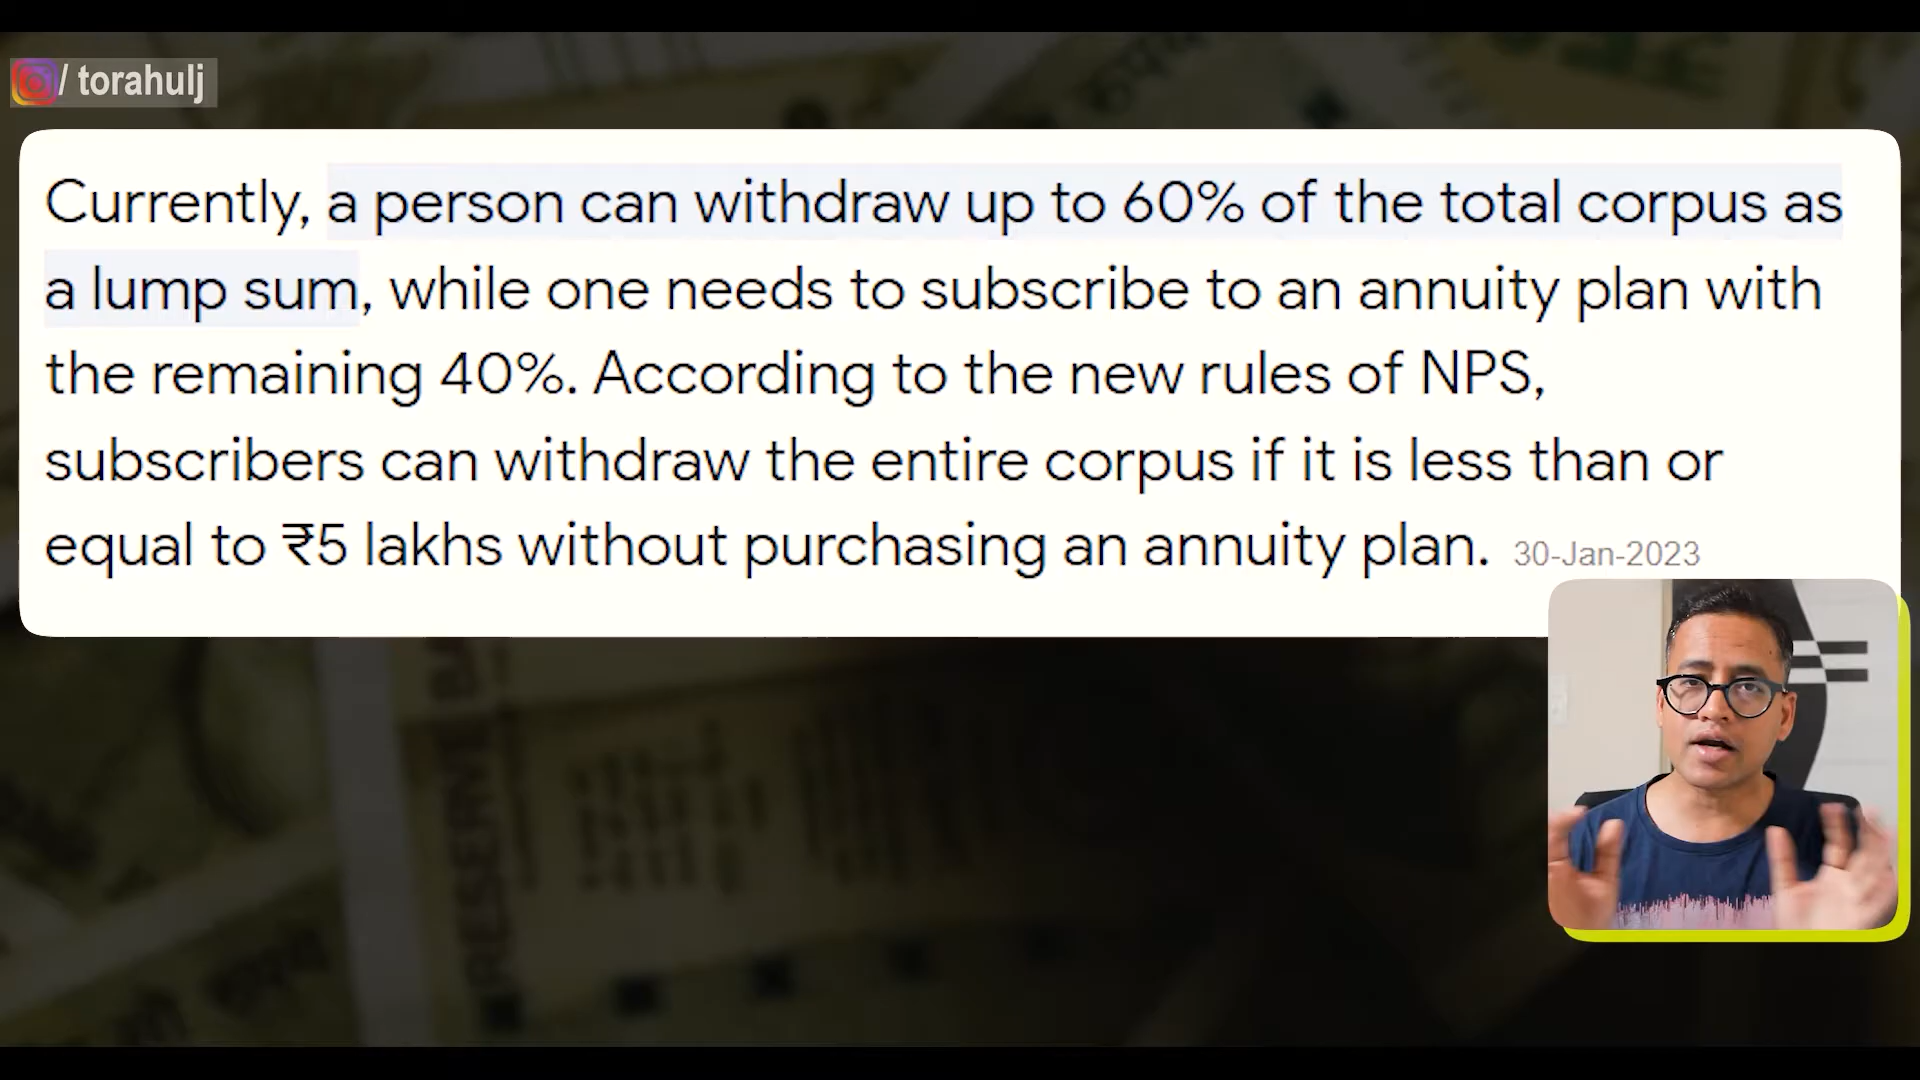 / torahulj
Currently, a person can withdraw up to 60% of the total corpus as
a lump sum, while one needs to subscribe to an annuity plan with
the remaining 40%. According to the new rules of NPS,
subscribers can withdraw the entire corpus if it is less than or
equal to ₹5 lakhs without purchasing an annuity plan. 30-Jan-2023